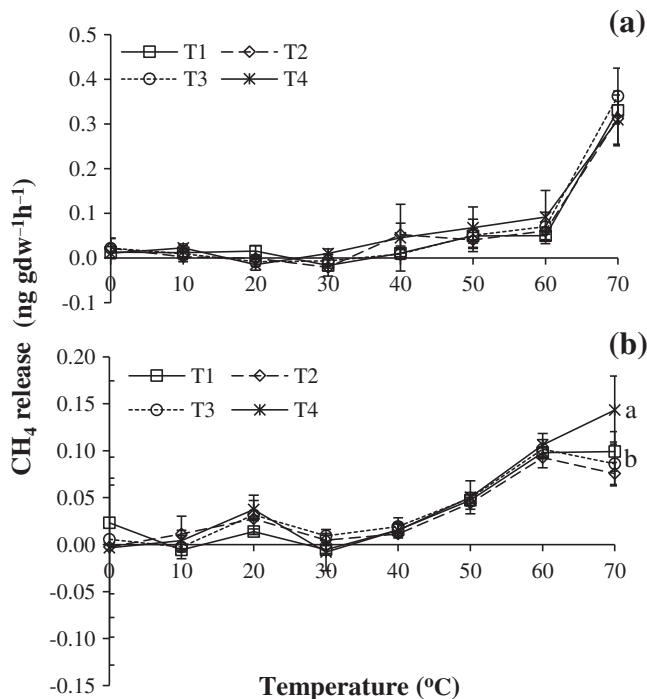 (a)
T1 T2
T3 T4
0.5
0.4
0.3
0.2
0.1
0.0
-0.1
0 10 20 30 40 50 60 70
CH₄ release (ng gdw⁻¹h⁻¹)
(b)
T1 T2
T3 T4
0.20
0.15
0.10
0.05
0.00
-0.05
-0.10
-0.15
a
b
0 10 20 30 40 50 60 70
Temperature (ºC)